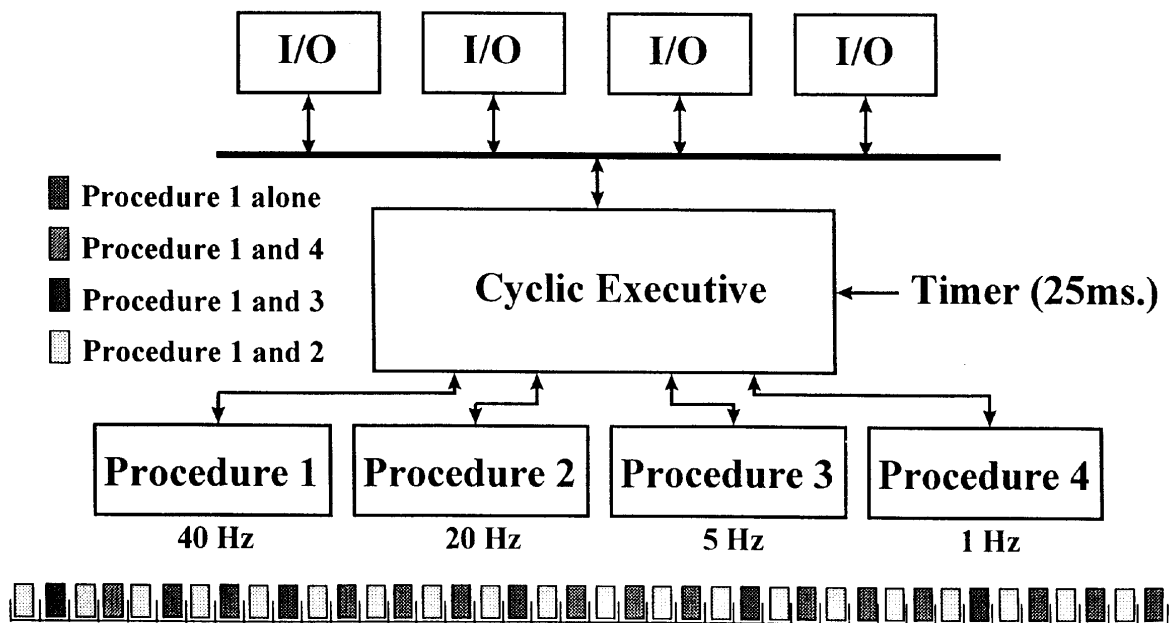 I/O I/O I/O I/O
Procedure 1 alone
Procedure 1 and 4
Procedure 1 and 3
Procedure 1 and 2
Cyclic Executive
Timer (25ms.)
Procedure 1 Procedure 2 Procedure 3 Procedure 4
40 Hz 20 Hz 5 Hz 1 Hz